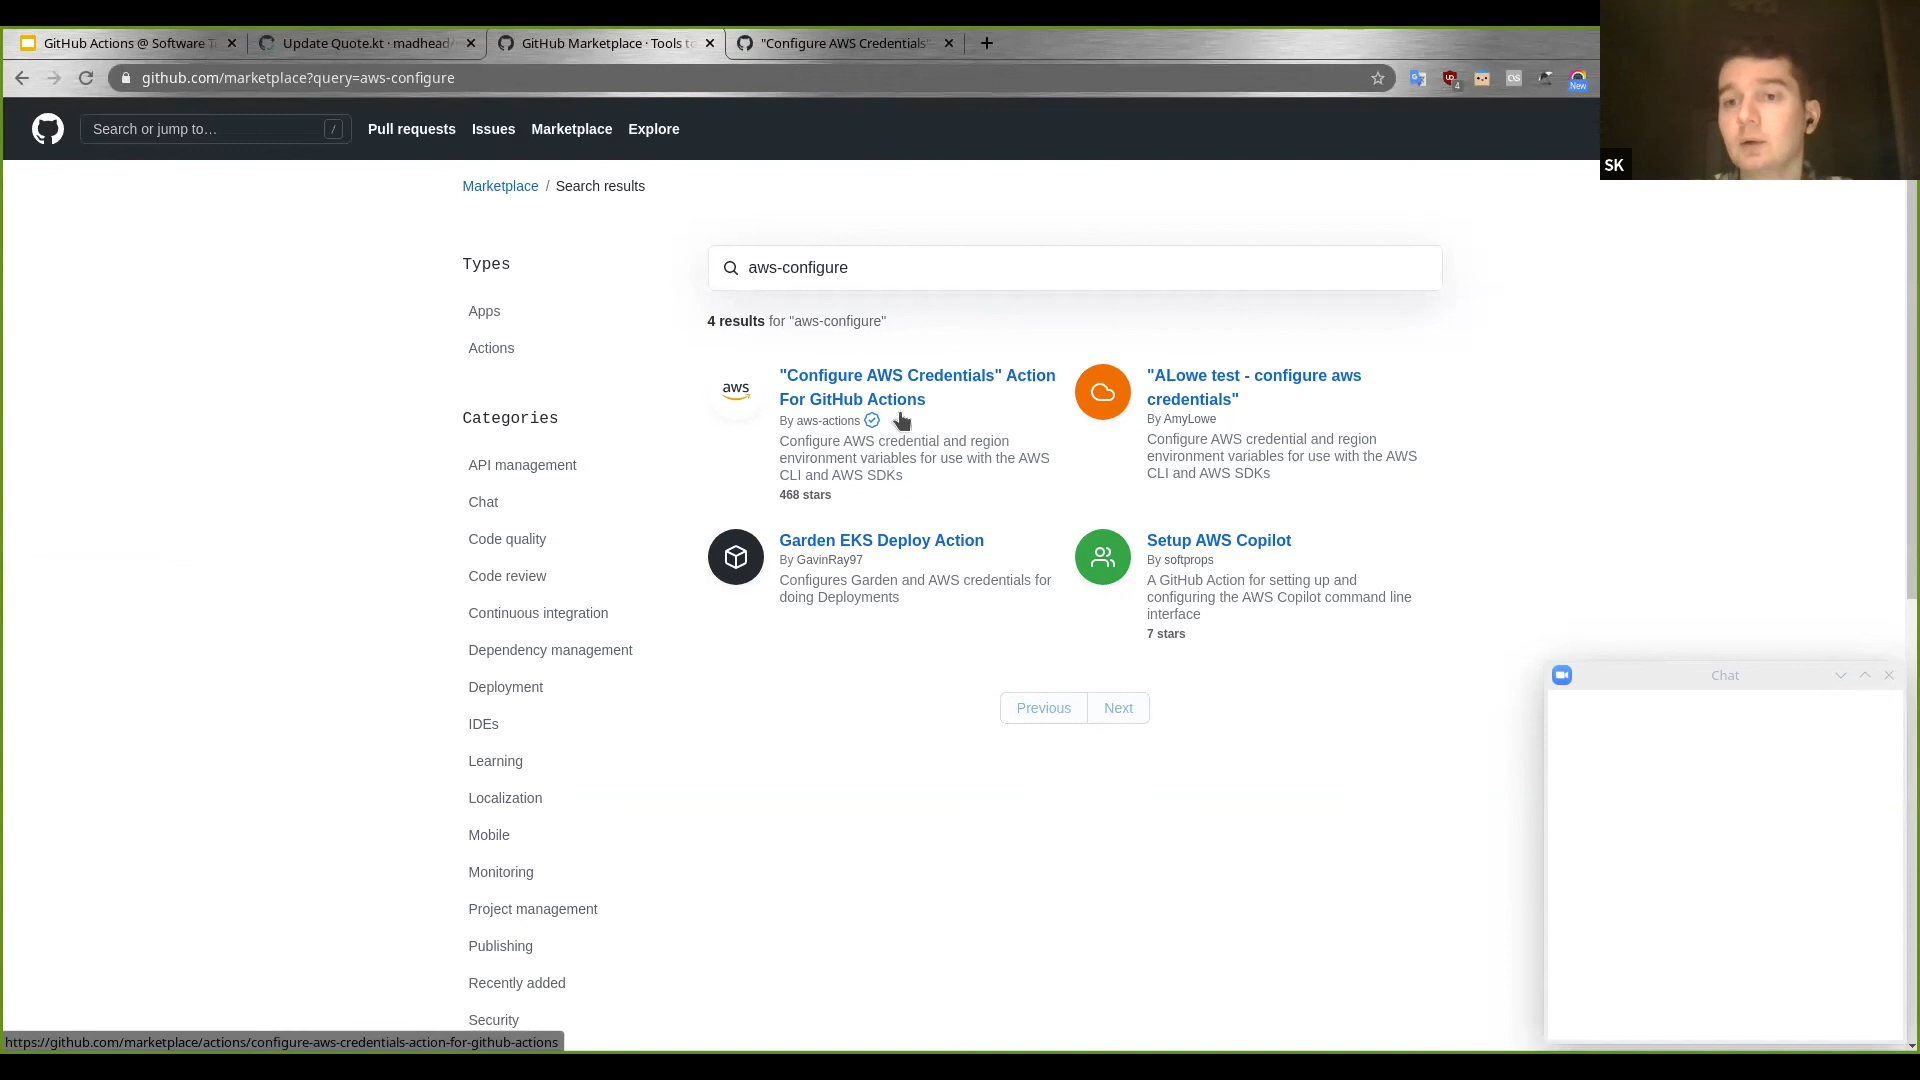 GitHub Actions @ Software T
Update Quote.kt · madhead/
GitHub Marketplace · Tools to
"Configure AWS Credentials"
github.com/marketplace?query=aws-configure
4
New
Search or jump to…
/
Pull requests
Issues
Marketplace
Explore
SK
Marketplace / Search results
Types
Apps
Actions
Categories
API management
Chat
Code quality
Code review
Continuous integration
Dependency management
Deployment
IDEs
Learning
Localization
Mobile
Monitoring
Project management
Publishing
Recently added
Security
aws-configure
4 results for "aws-configure"
aws
"Configure AWS Credentials" Action
For GitHub Actions
By aws-actions
Configure AWS credential and region
environment variables for use with the AWS
CLI and AWS SDKs
468 stars
"ALowe test - configure aws
credentials"
By AmyLowe
Configure AWS credential and region
environment variables for use with the AWS
CLI and AWS SDKs
Garden EKS Deploy Action
By GavinRay97
Configures Garden and AWS credentials for
doing Deployments
Setup AWS Copilot
By softprops
A GitHub Action for setting up and
configuring the AWS Copilot command line
interface
7 stars
Previous
Next
Chat
https://github.com/marketplace/actions/configure-aws-credentials-action-for-github-actions